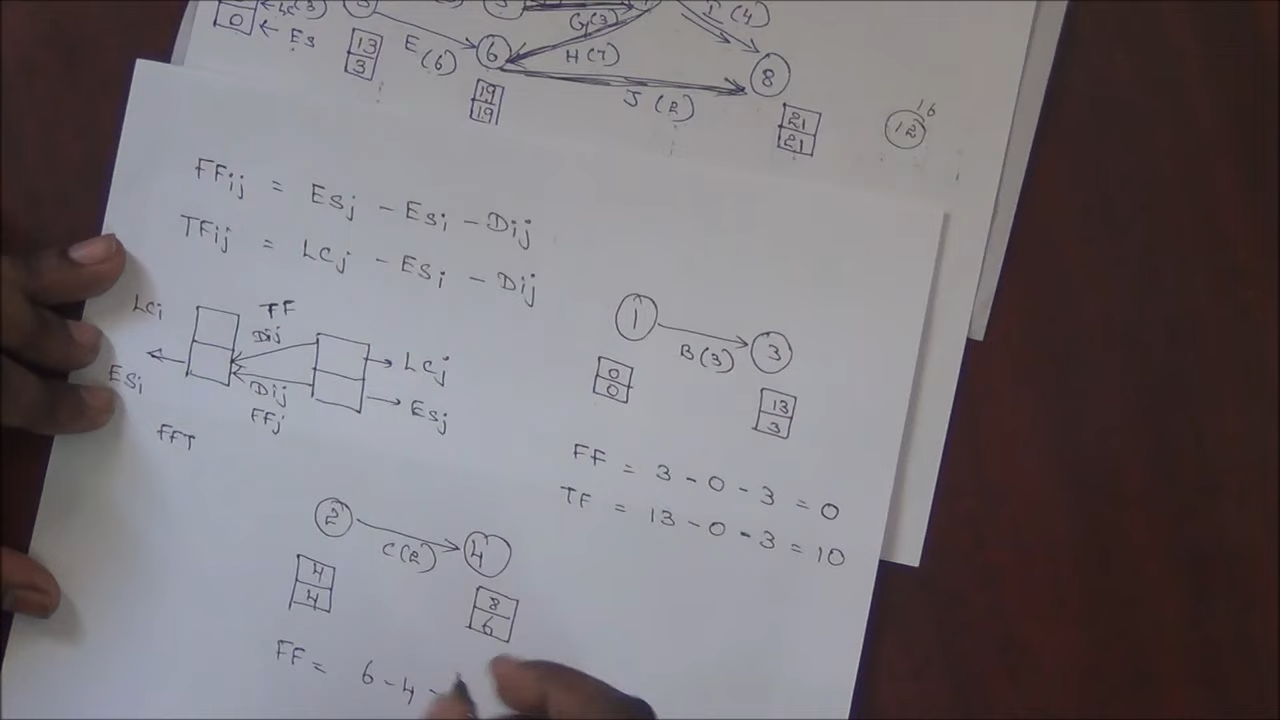 0
ES
13
3
E
(6)
6
G(3)
H(7)
I(4)
8
J(2)
19
19
21
21
16
12
FFij = ESj - ESi - Dij
TFij = LCj - ESi - Dij
LCi
TF
Dij
LCj
ESi
Dij
ESj
FFj
FFT
1
B(3)
3
0
0
13
3
FF = 3 - 0 - 3 = 0
TF = 13 - 0 - 3 = 10
2
C(2)
4
4
4
8
6
FF = 6 - 4 -